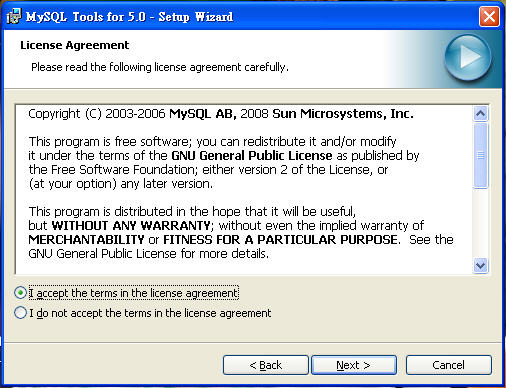 MySQL Tools for 5.0 - Setup Wizard
License Agreement
Please read the following license agreement carefully.
Copyright (C) 2003-2006 MySQL AB, 2008 Sun Microsystems, Inc.
This program is free software; you can redistribute it and/or modify
it under the terms of the GNU General Public License as published by
the Free Software Foundation; either version 2 of the License, or
(at your option) any later version.
This program is distributed in the hope that it will be useful,
but WITHOUT ANY WARRANTY; without even the implied warranty of
MERCHANTABILITY or FITNESS FOR A PARTICULAR PURPOSE. See the
GNU General Public License for more details.
I accept the terms in the license agreement
I do not accept the terms in the license agreement
< Back Next > Cancel